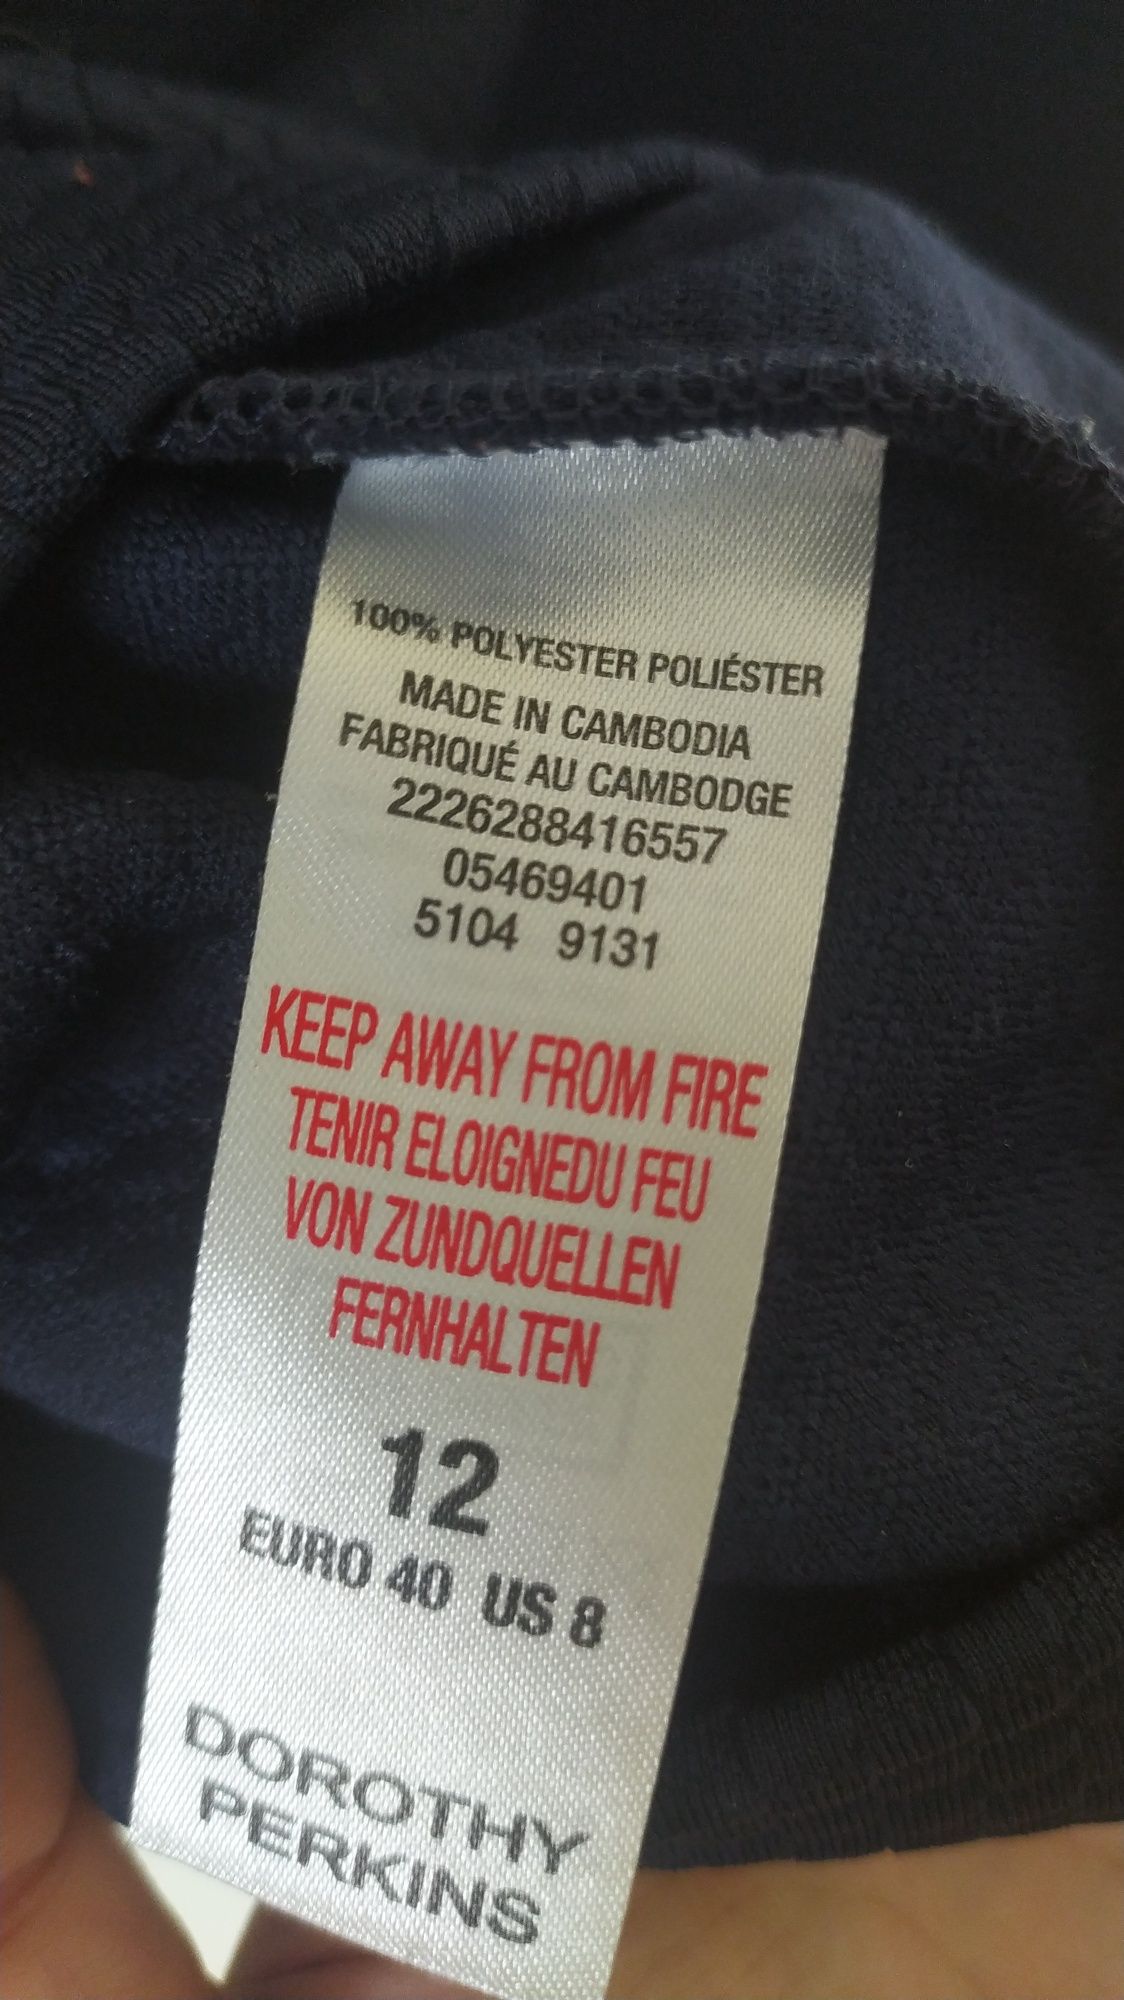 100% POLYESTER POLIÉSTER
MADE IN CAMBODIA
FABRIQUÉ AU CAMBODGE
2226288416557
05469401
5104 9131
KEEP AWAY FROM FIRE
TENIR ELOIGNEDU FEU
VON ZUNDQUELLEN
FERNHALTEN
12
EURO 40 US 8
DOROTHY
PERKINS